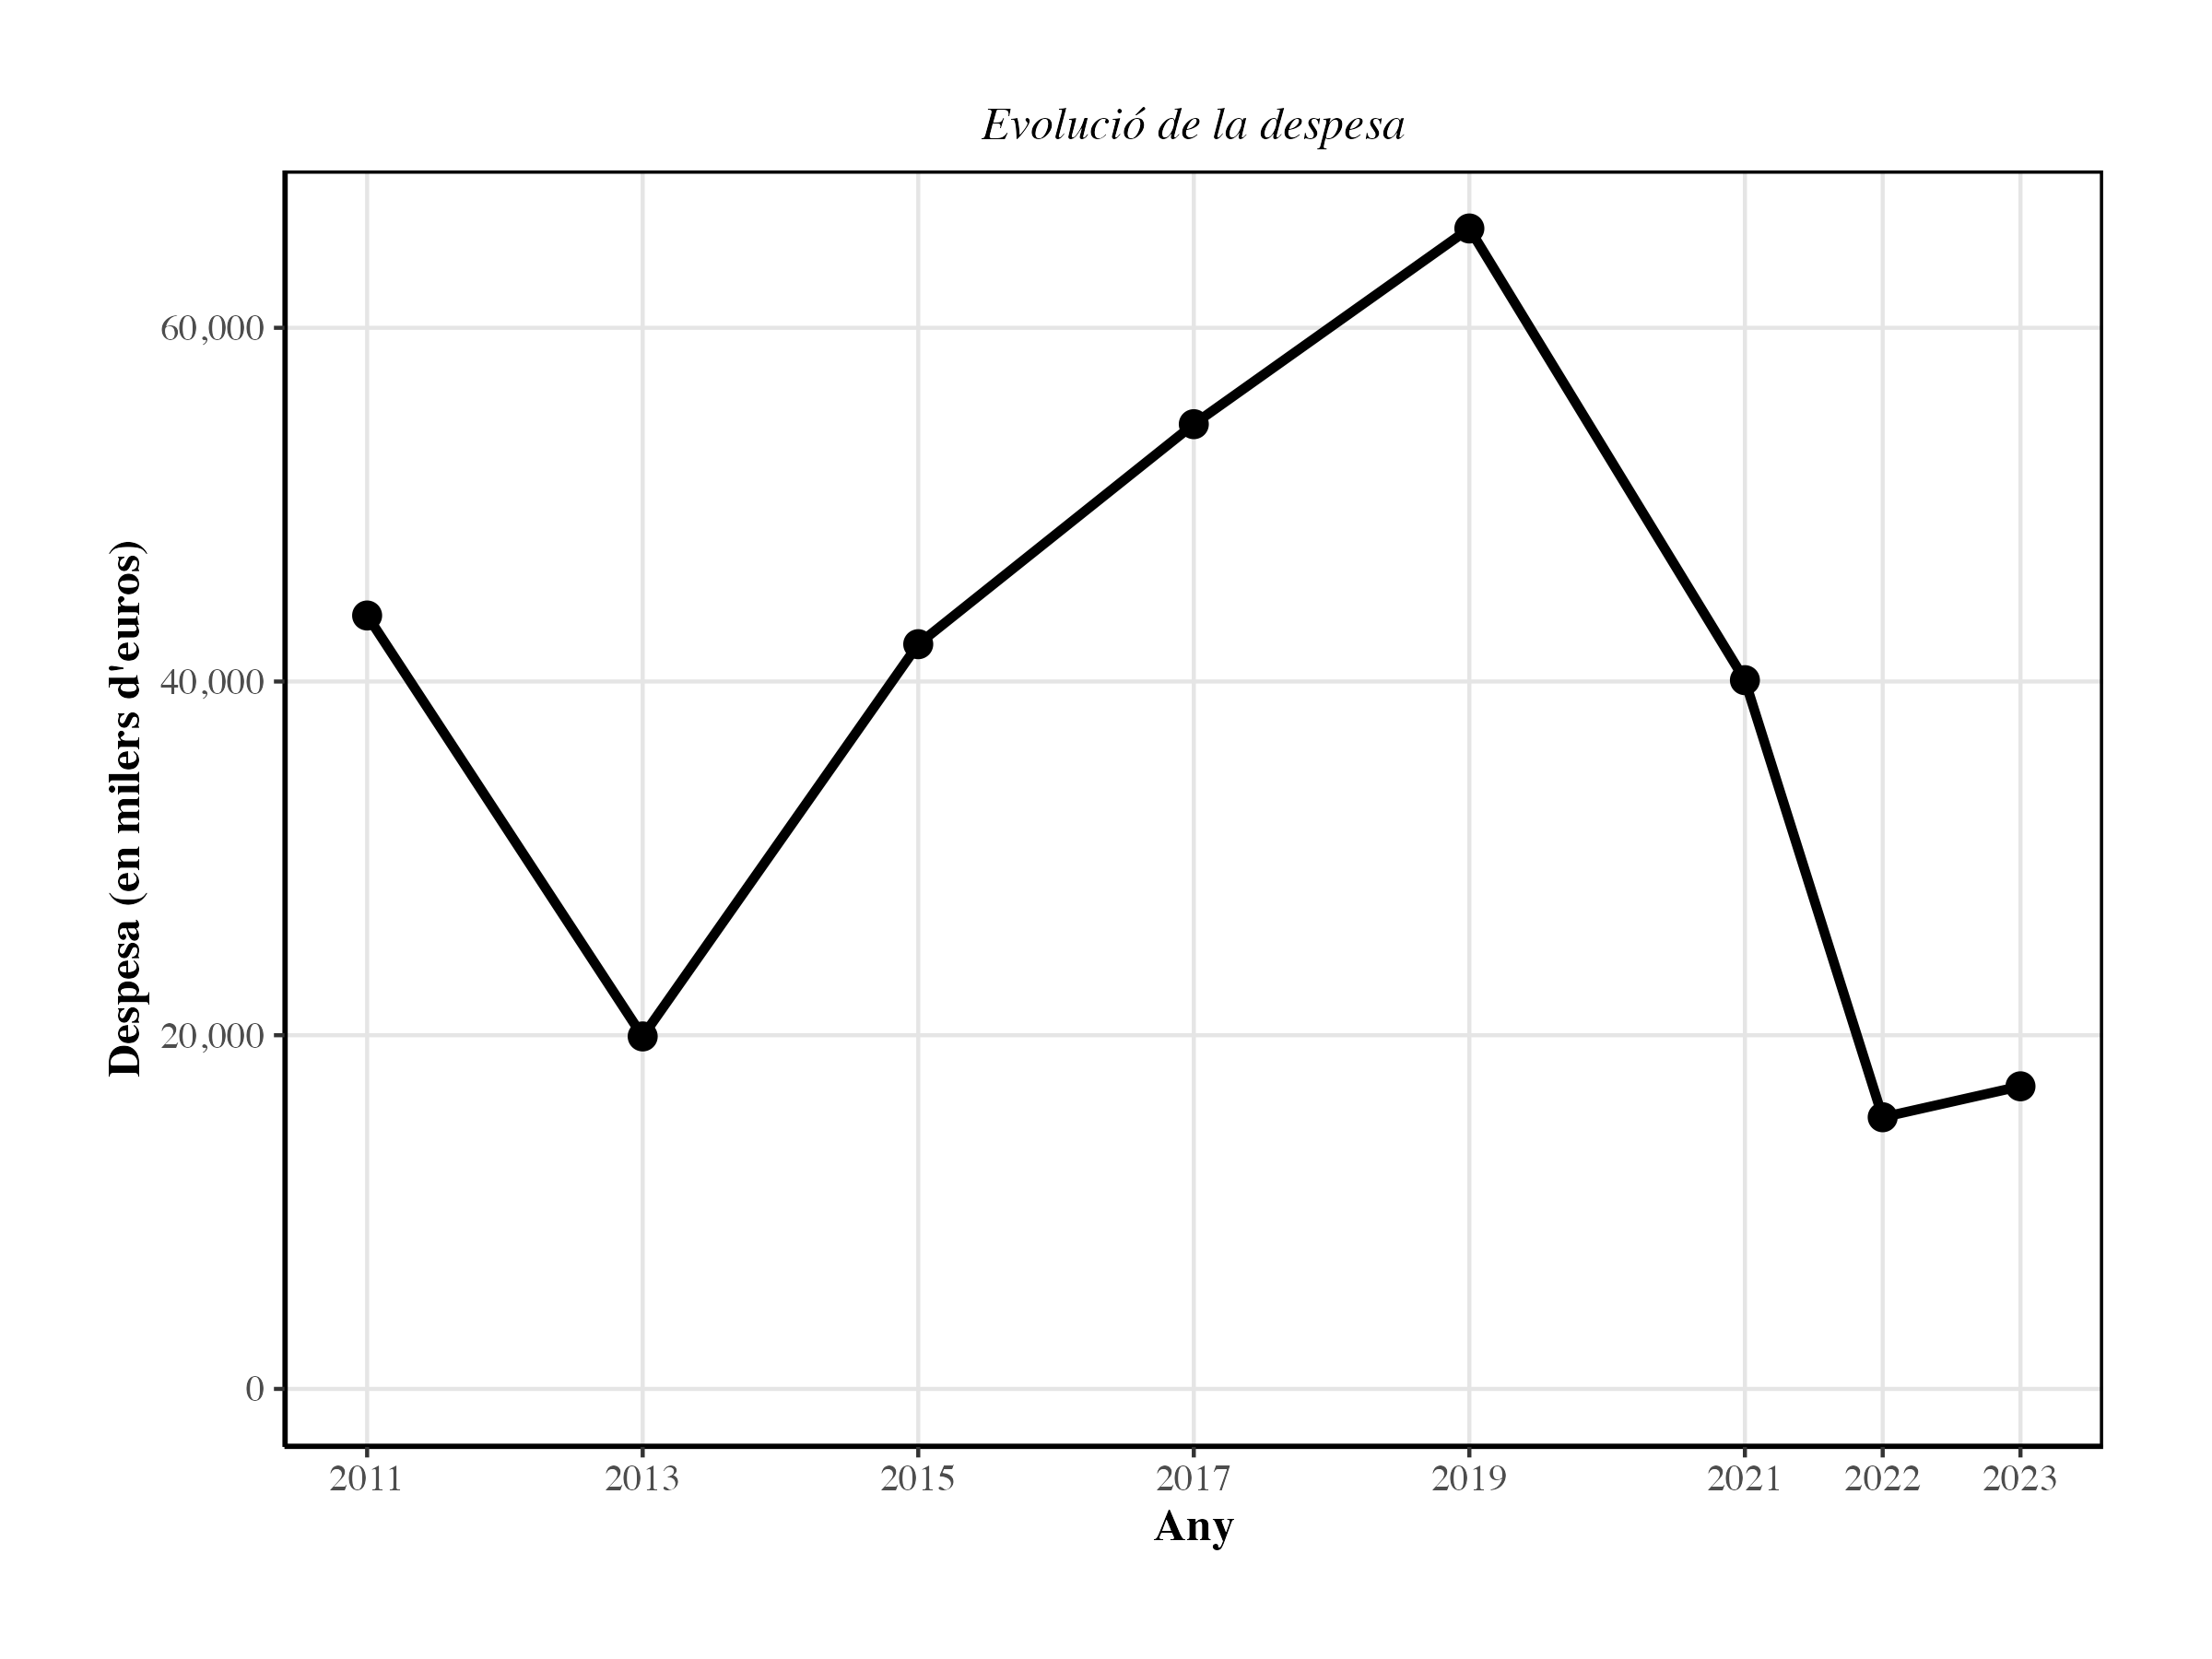 Evolució de la despesa
Despesa (en milers d'euros)
60,000
40,000
20,000
0
2011 2013 2015 2017 2019 2021 2022 2023
Any